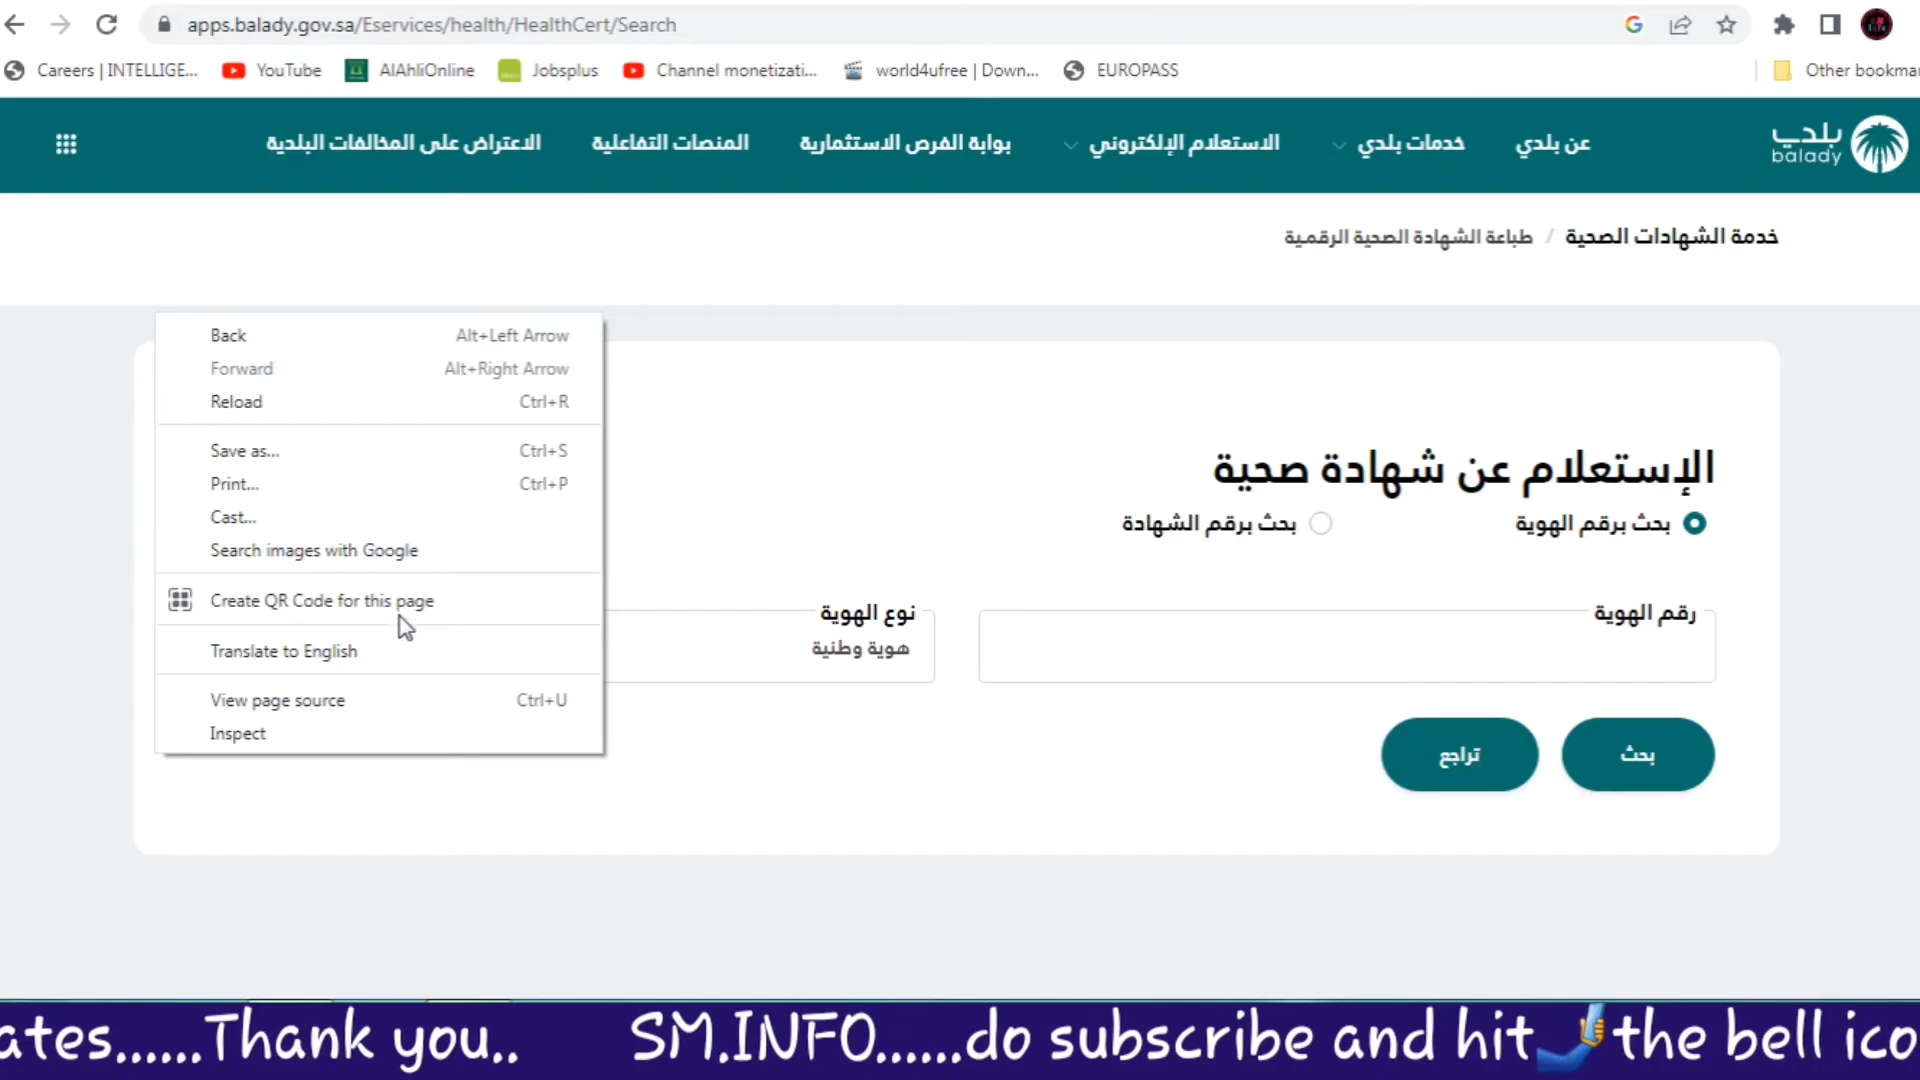 apps.balady.gov.sa/Eservices/health/HealthCert/Search
Careers | INTELLIGE...
YouTube
AlAhliOnline
Jobsplus
Channel monetizati...
world4ufree | Down...
EUROPASS
Other bookmar
بلدي
balady
عن بلدي
خدمات بلدي
الاستعلام الإلكتروني
بوابة الفرص الاستثمارية
المنصات التفاعلية
الاعتراض على المخالفات البلدية
خدمة الشهادات الصحية / طباعة الشهادة الصحية الرقمية
Back Alt+Left Arrow
Forward Alt+Right Arrow
Reload Ctrl+R
Save as... Ctrl+S
Print... Ctrl+P
Cast...
Search images with Google
Create QR Code for this page
Translate to English
View page source Ctrl+U
Inspect
الإستعلام عن شهادة صحية
بحث برقم الهوية
بحث برقم الشهادة
رقم الهوية
نوع الهوية
هوية وطنية
بحث
تراجع
ates......Thank you.. SM.INFO......do subscribe and hit the bell ico